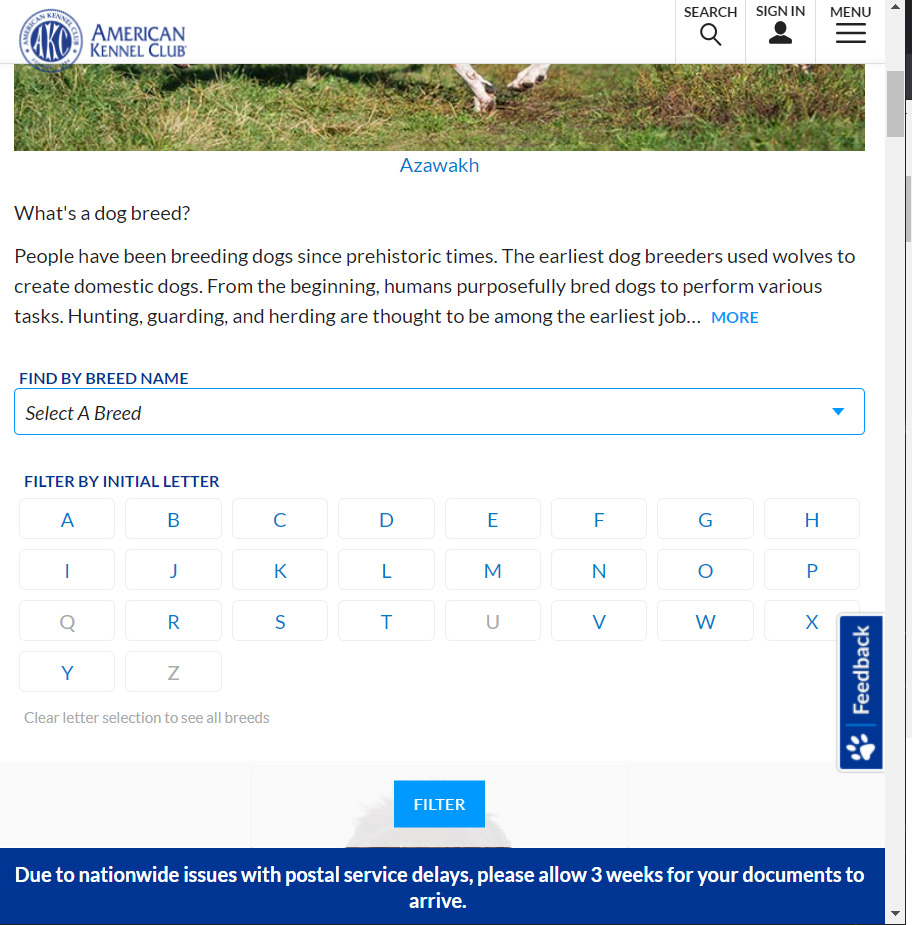 AMERICAN KENNEL CLUB
AKC
AMERICAN
KENNEL CLUB
SEARCH
SIGN IN
MENU
Azawakh
What's a dog breed?
People have been breeding dogs since prehistoric times. The earliest dog breeders used wolves to
create domestic dogs. From the beginning, humans purposefully bred dogs to perform various
tasks. Hunting, guarding, and herding are thought to be among the earliest job... MORE
FIND BY BREED NAME
Select A Breed
FILTER BY INITIAL LETTER
A B C D E F G H
I J K L M N O P
Q R S T U V W X
Y Z
Feedback
Clear letter selection to see all breeds
FILTER
Due to nationwide issues with postal service delays, please allow 3 weeks for your documents to
arrive.